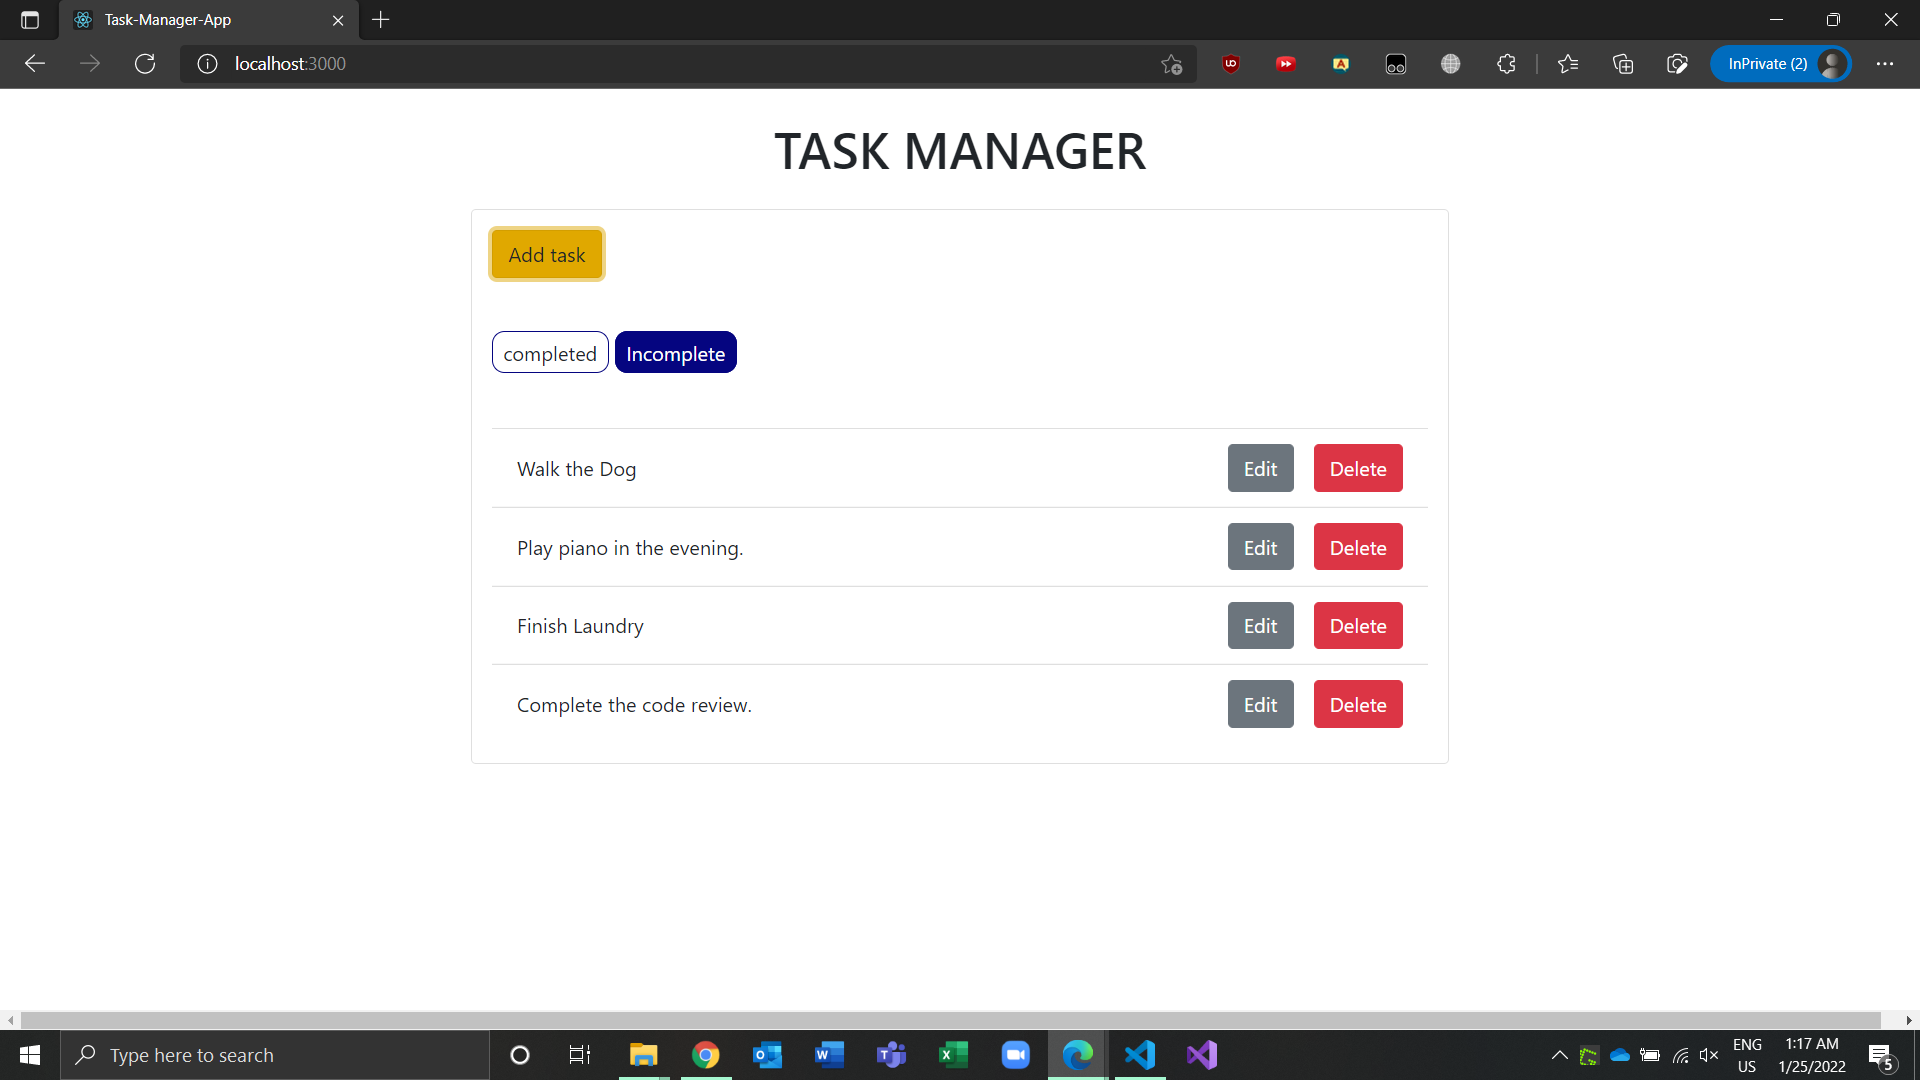 Task-Manager-App
localhost:3000
InPrivate (2)
TASK MANAGER
Add task
completed Incomplete
Walk the Dog Edit Delete
Play piano in the evening. Edit Delete
Finish Laundry Edit Delete
Complete the code review. Edit Delete
Type here to search
ENG
US
1:17 AM
1/25/2022
5